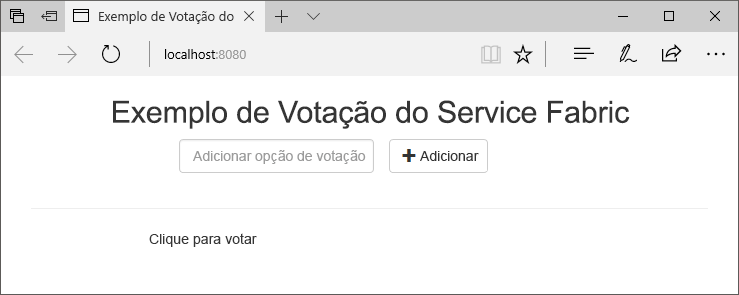 Exemplo de Votação do
localhost:8080
Exemplo de Votação do Service Fabric
Adicionar opção de votação
Adicionar
Clique para votar